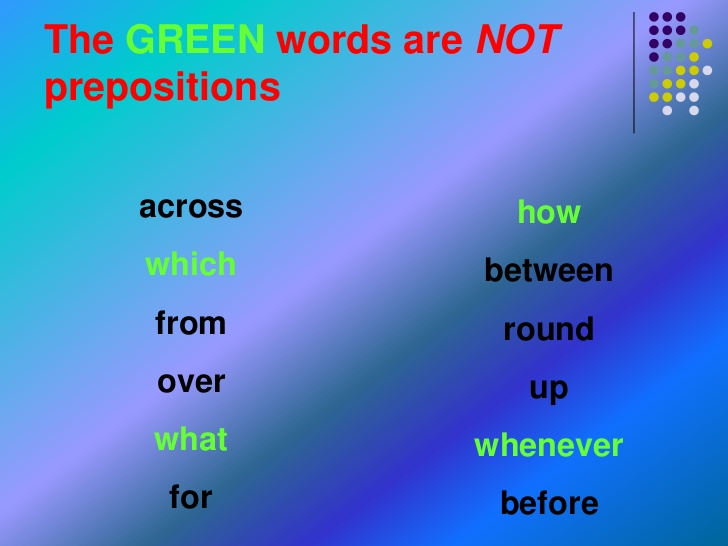 The GREEN words are NOT
prepositions
across
which
from
over
what
for
how
between
round
up
whenever
before